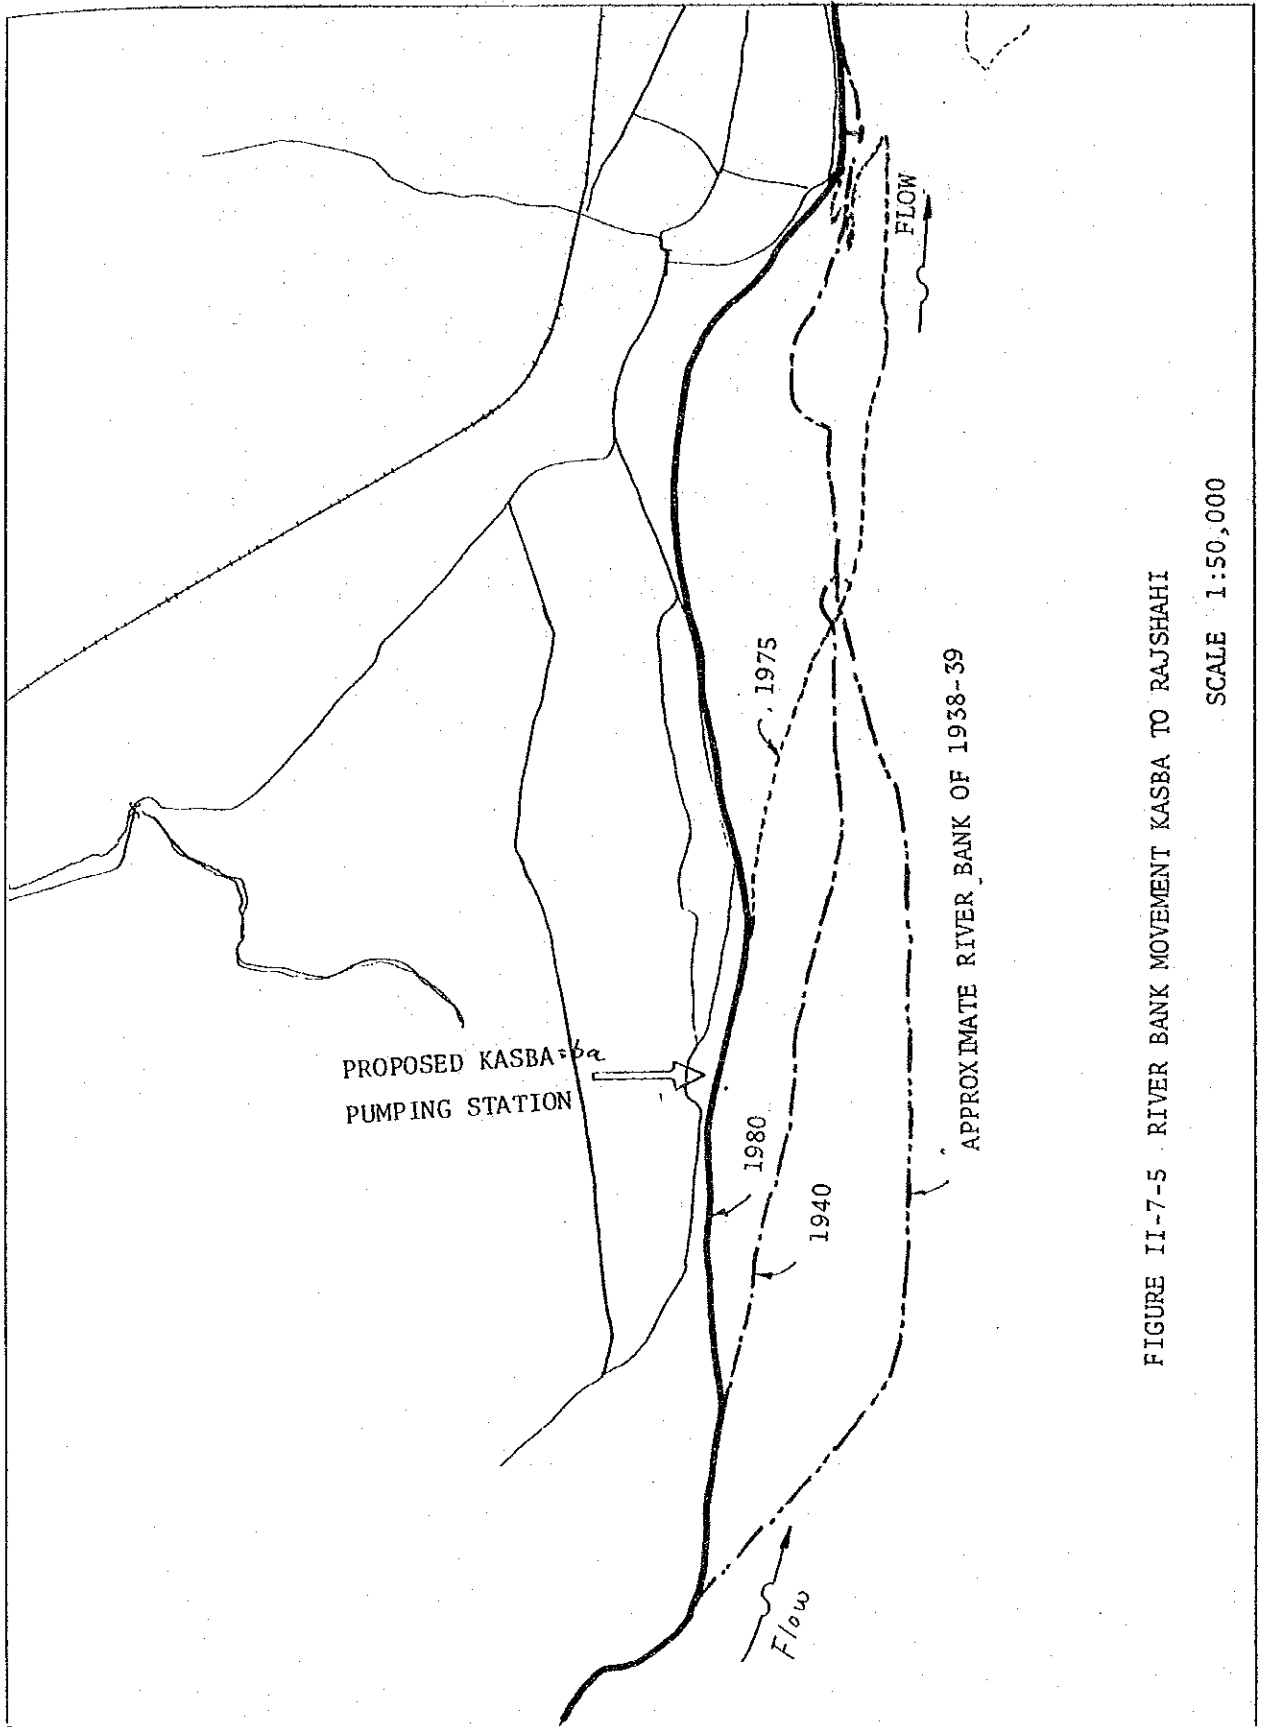 PROPOSED KASBA:ba
PUMPING STATION
FLOW
1975
1980
1940
APPROXIMATE RIVER BANK OF 1938-39
Flow
FIGURE II-7-5 RIVER BANK MOVEMENT KASBA TO RAJSHAHI
SCALE 1:50,000